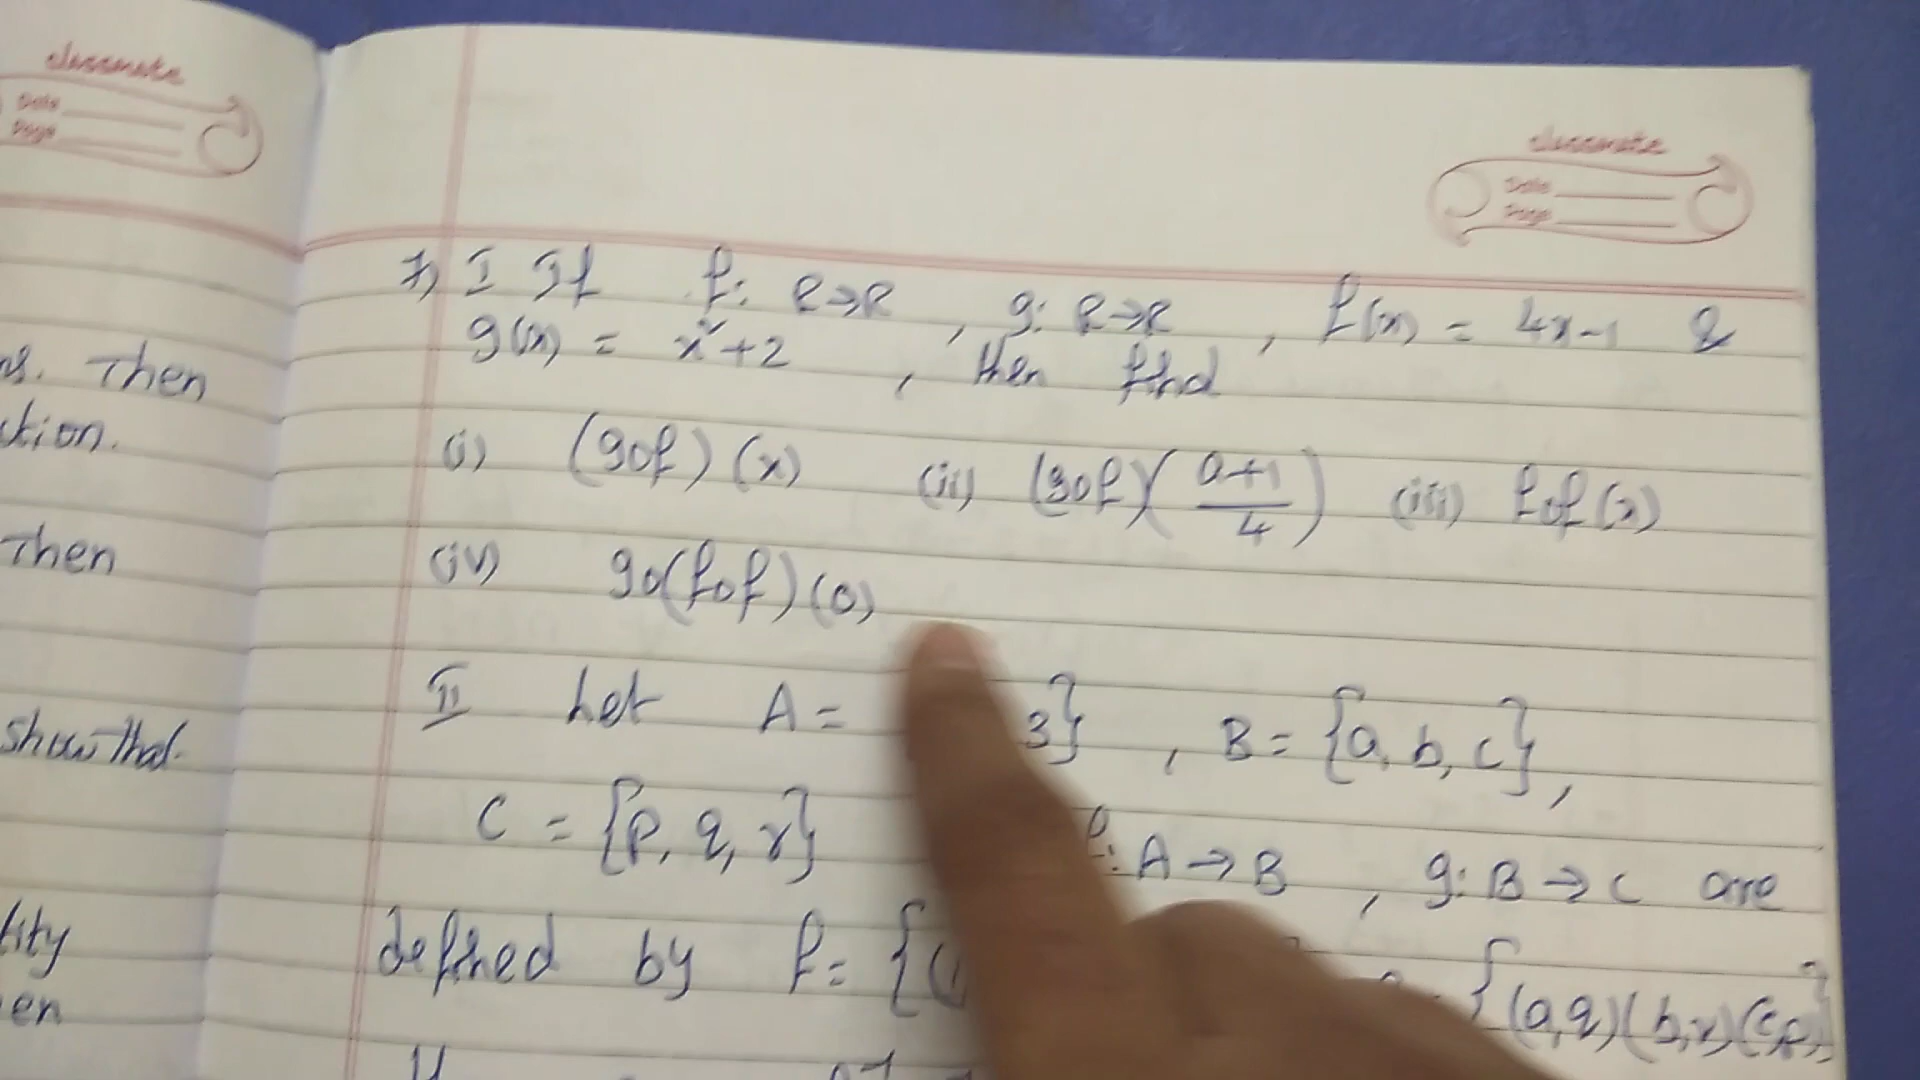 classmate
Date
Page
ns. Then
ction.
Then
show that
lity
en
classmate
Date
Page
7) I If f: R→R , g: R→R , f(x) = 4x-1 &
g(x) = x²+2 , then find
(i) (gof)(x) (ii) (gof)(a+1/4) (iii) fof(x)
(iv) go(fof)(0)
II Let A = 3} , B = {a, b, c},
C = {p, q, r} f: A→B , g: B→C are
defined by f = {(1 = {(a,q)(b,r)(c,p)}